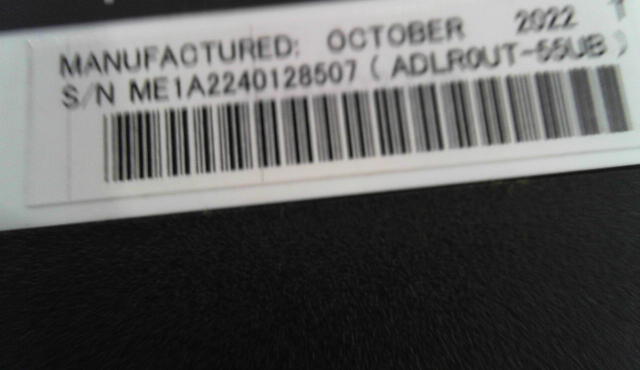 MANUFACTURED: OCTOBER 2022
S/N ME1A2240128507 ( ADLR0UT-55UB )